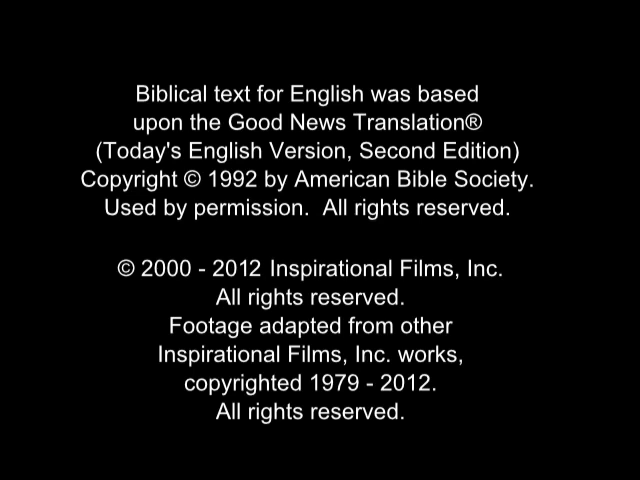 Biblical text for English was based
upon the Good News Translation®
(Today's English Version, Second Edition)
Copyright © 1992 by American Bible Society.
Used by permission.  All rights reserved.
© 2000 - 2012 Inspirational Films, Inc.
All rights reserved.
Footage adapted from other
Inspirational Films, Inc. works,
copyrighted 1979 - 2012.
All rights reserved.